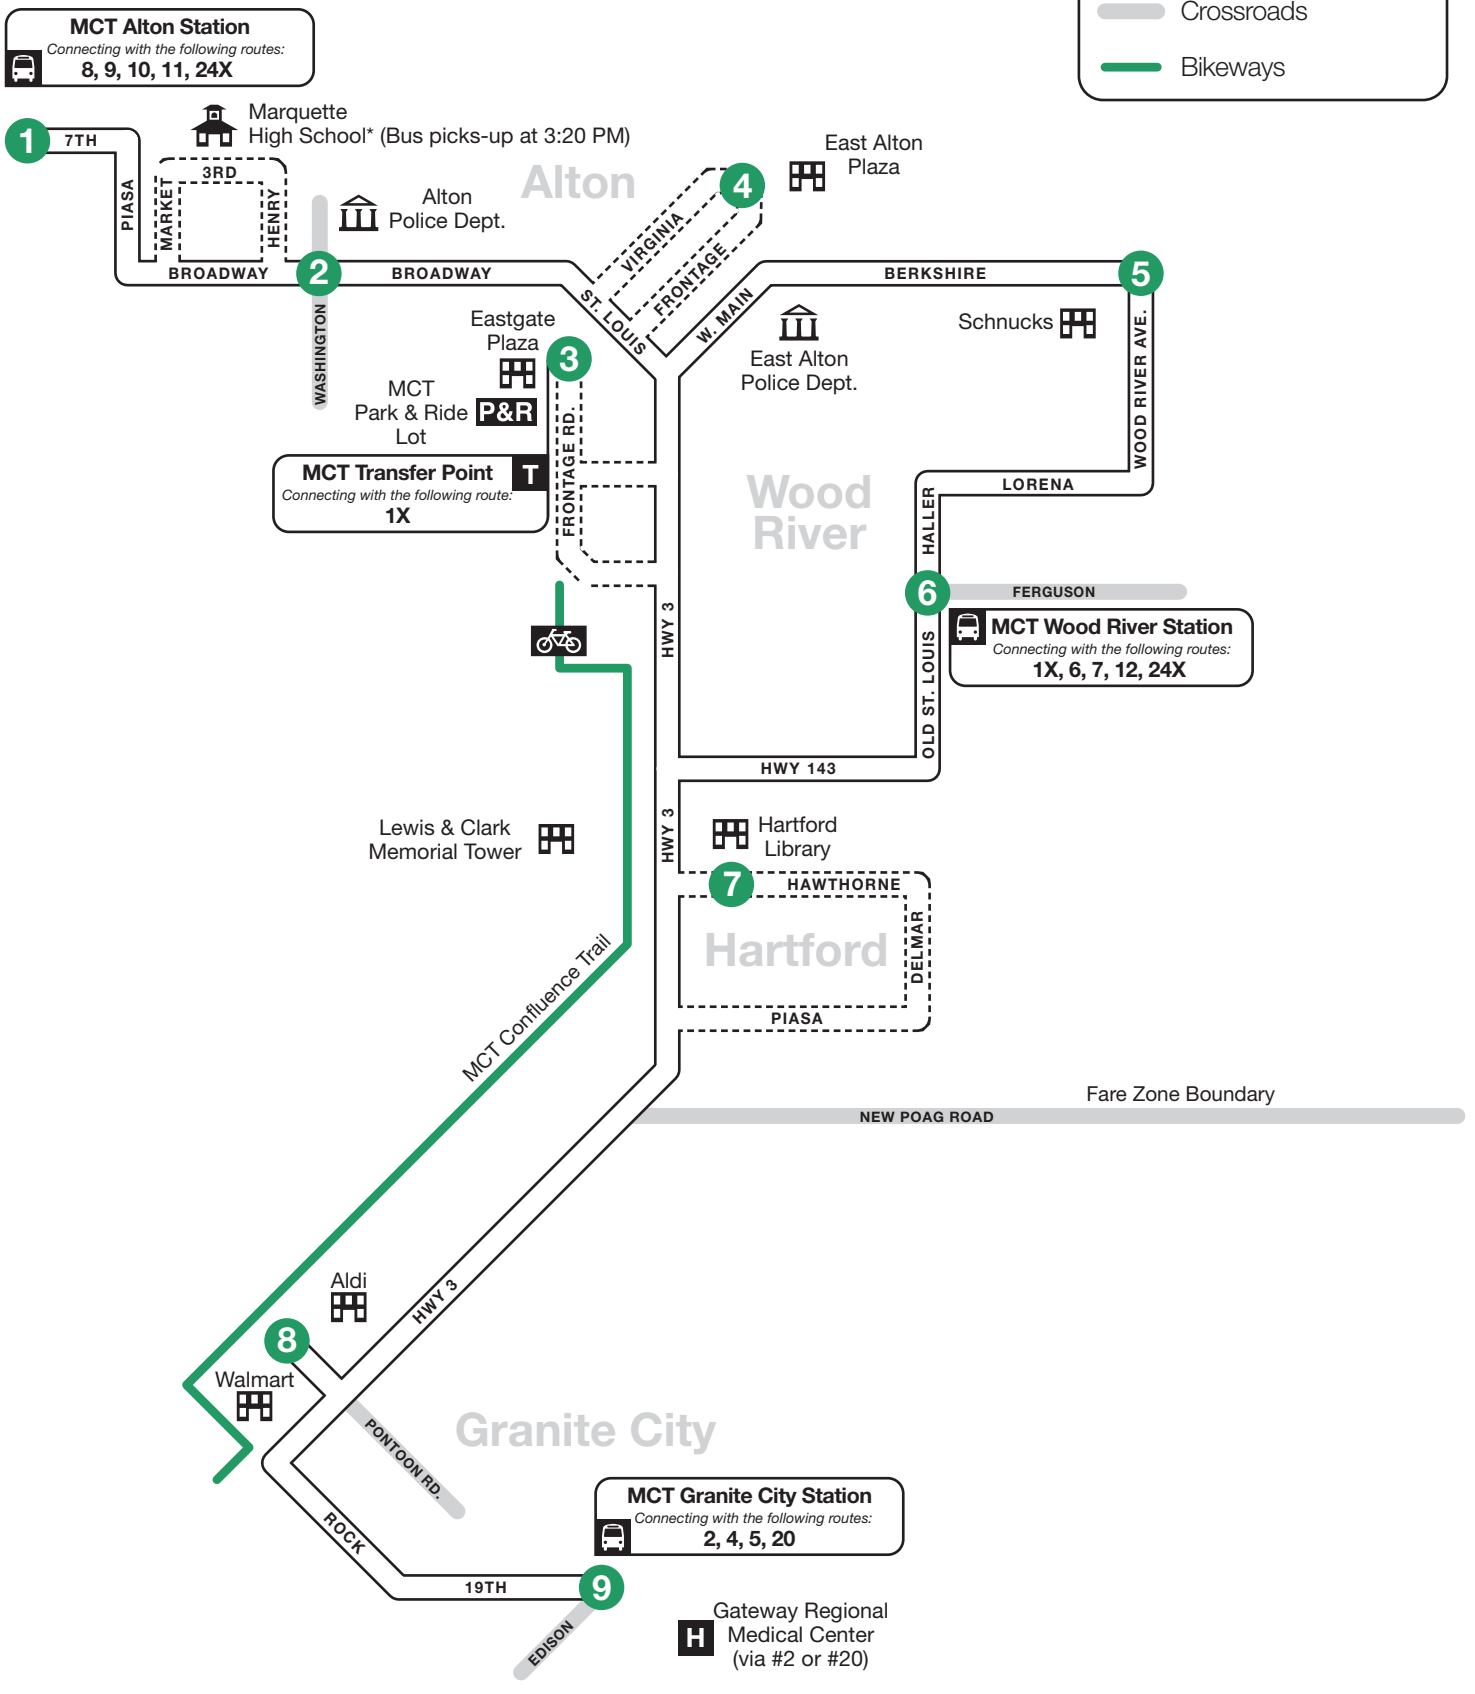 MCT Alton Station
Connecting with the following routes:
8, 9, 10, 11, 24X
Crossroads
Bikeways
1
7TH
PIASA
Marquette
High School* (Bus picks-up at 3:20 PM)
3RD
MARKET
HENRY
Alton
Police Dept.
Alton
BROADWAY
2
BROADWAY
WASHINGTON
ST. LOUIS
VIRGINIA
FRONTAGE
4
East Alton
Plaza
W. MAIN
BERKSHIRE
5
East Alton
Police Dept.
Schnucks
WOOD RIVER AVE.
Eastgate
Plaza
3
MCT
Park & Ride
Lot
P&R
MCT Transfer Point
T
Connecting with the following route:
1X
FRONTAGE RD.
Wood
River
LORENA
HALLER
6
FERGUSON
MCT Wood River Station
Connecting with the following routes:
1X, 6, 7, 12, 24X
OLD ST. LOUIS
HWY 3
HWY 143
HWY 3
Lewis & Clark
Memorial Tower
Hartford
Library
7
HAWTHORNE
Hartford
DELMAR
PIASA
MCT Confluence Trail
Fare Zone Boundary
NEW POAG ROAD
Aldi
HWY 3
8
Walmart
PONTOON RD.
Granite City
ROCK
MCT Granite City Station
Connecting with the following routes:
2, 4, 5, 20
19TH
9
EDISON
H
Gateway Regional
Medical Center
(via #2 or #20)